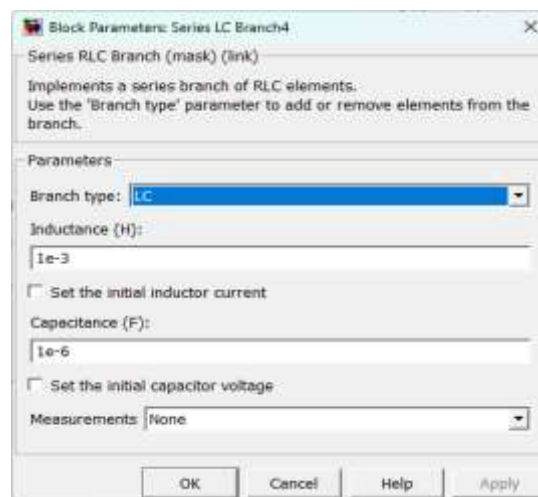 Block Parameters: Series LC Branch4
Series RLC Branch (mask) (link)
Implements a series branch of RLC elements.
Use the 'Branch type' parameter to add or remove elements from the
branch.
Parameters
Branch type: LC
Inductance (H):
1e-3
Set the initial inductor current
Capacitance (F):
1e-6
Set the initial capacitor voltage
Measurements None
OK Cancel Help Apply